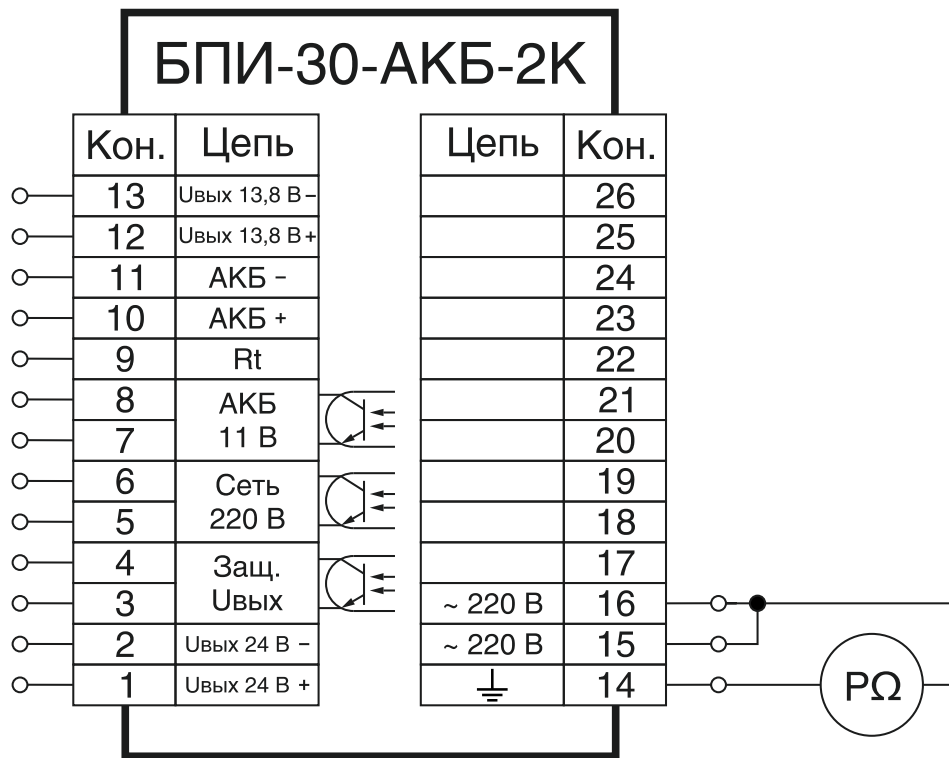 БПИ-30-АКБ-2К
Кон. Цепь
13 Uвых 13,8 В –
12 Uвых 13,8 В +
11 АКБ –
10 АКБ +
9 Rt
8 АКБ
7 11 В
6 Сеть
5 220 В
4 Защ.
3 Uвых
2 Uвых 24 В –
1 Uвых 24 В +
Цепь Кон.
26
25
24
23
22
21
20
19
18
17
~ 220 В 16
~ 220 В 15
14
PΩ